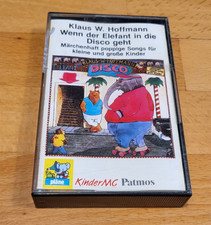 Klaus W. Hoffmann
Wenn der Elefant in die
Disco geht
Märchenhaft poppige Songs für
kleine und große Kinder
DISCO
KinderMC Patmos